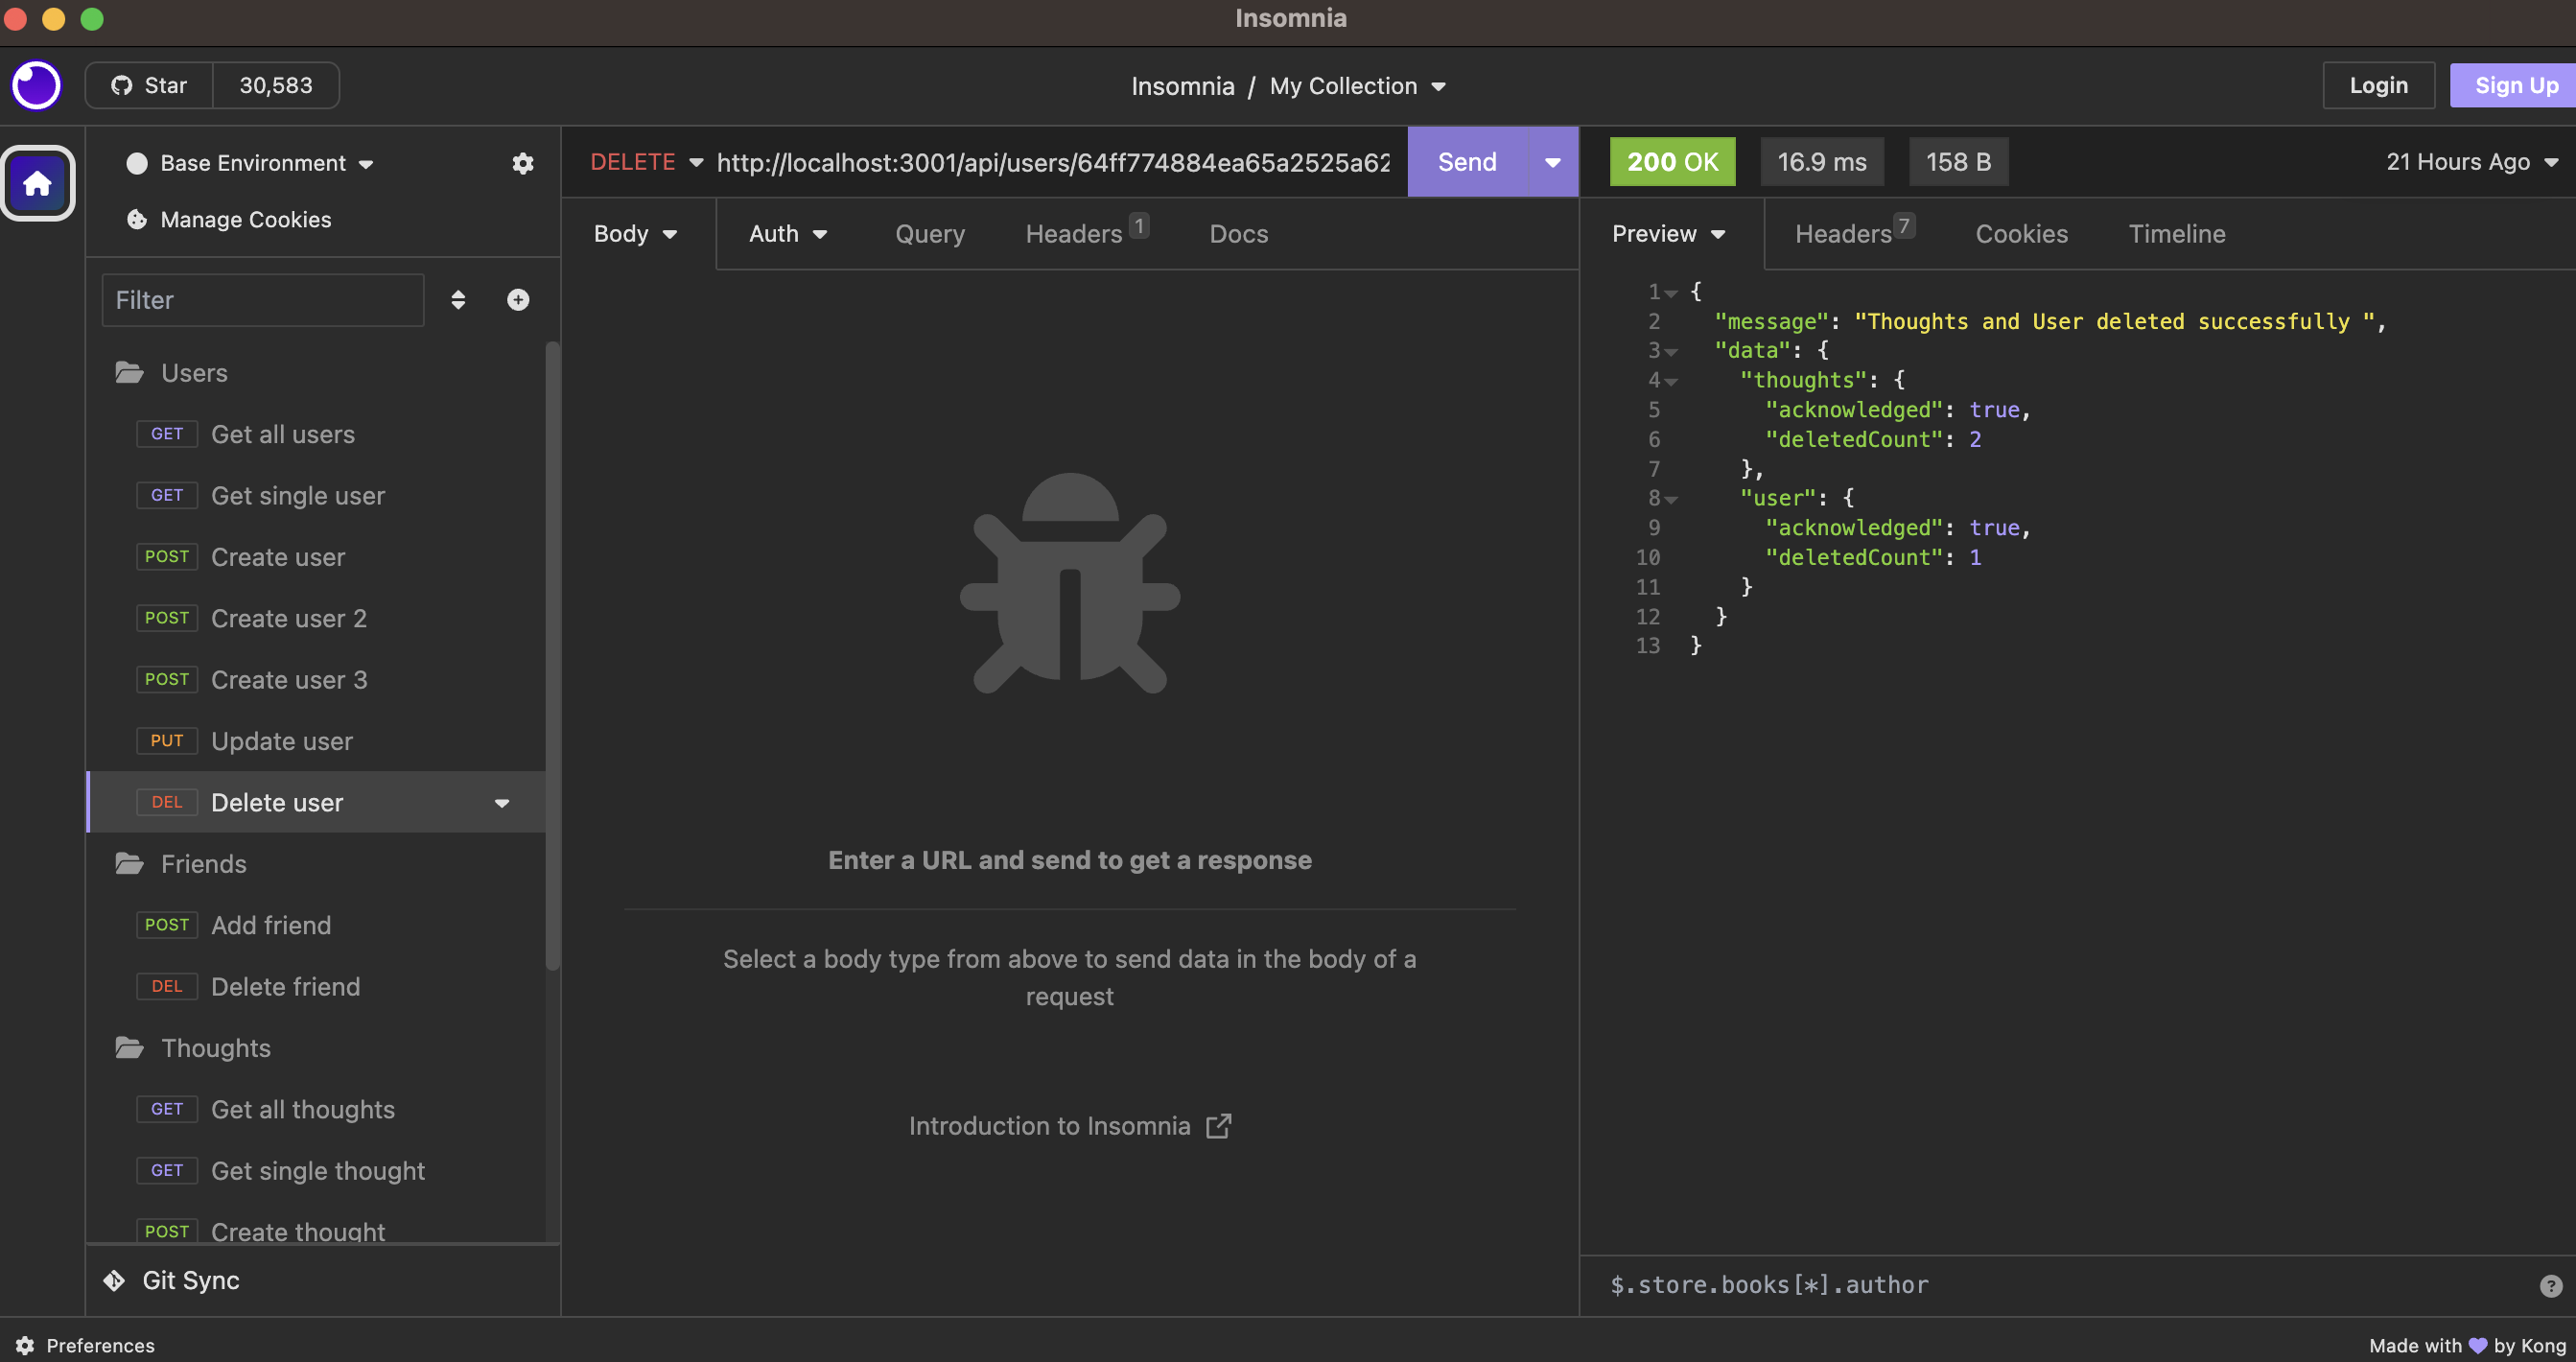 Insomnia
Star 30,583
Insomnia / My Collection
Login
Sign Up
Base Environment
Manage Cookies
Filter
Users
GET Get all users
GET Get single user
POST Create user
POST Create user 2
POST Create user 3
PUT Update user
DEL Delete user
Friends
POST Add friend
DEL Delete friend
Thoughts
GET Get all thoughts
GET Get single thought
POST Create thought
Git Sync
Preferences
DELETE http://localhost:3001/api/users/64ff774884ea65a2525a62
Send
Body Auth Query Headers 1 Docs
Enter a URL and send to get a response
Select a body type from above to send data in the body of a
request
Introduction to Insomnia
200 OK 16.9 ms 158 B 21 Hours Ago
Preview Headers 7 Cookies Timeline
1 {
2 "message": "Thoughts and User deleted successfully ",
3 "data": {
4 "thoughts": {
5 "acknowledged": true,
6 "deletedCount": 2
7 },
8 "user": {
9 "acknowledged": true,
10 "deletedCount": 1
11 }
12 }
13 }
$.store.books[*].author
?
Made with 💜 by Kong